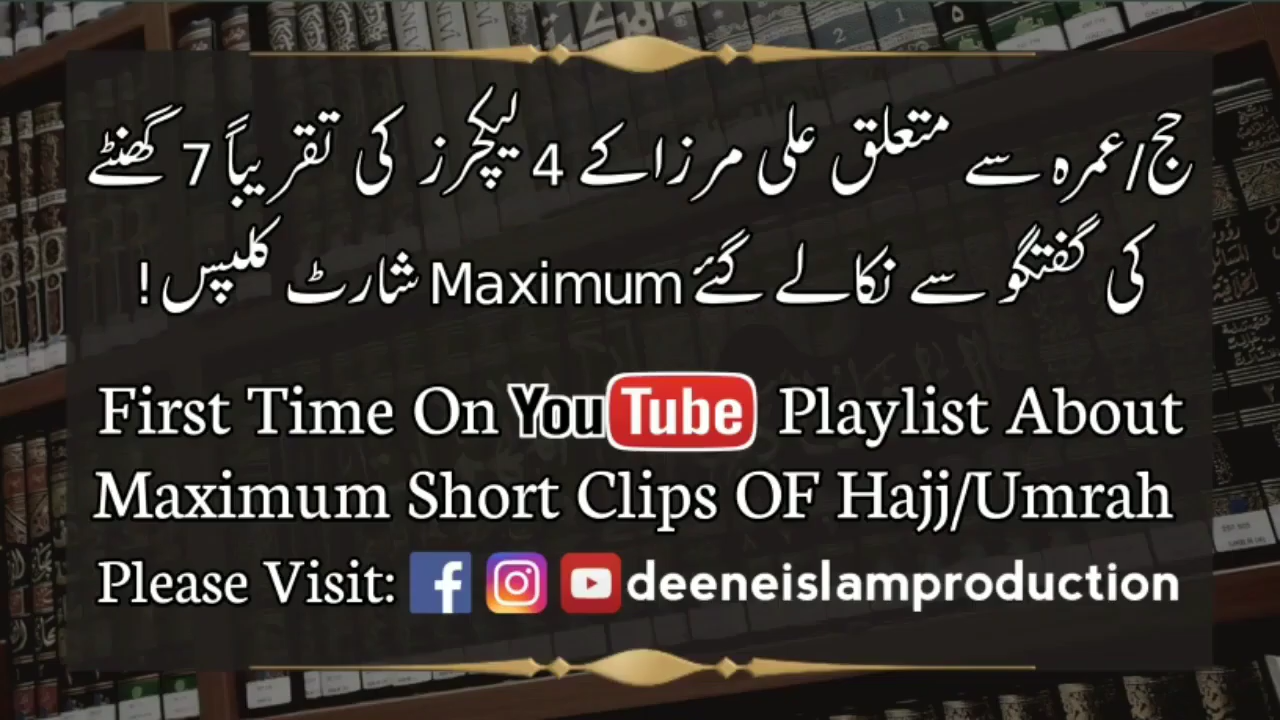 حج/عمرہ سے متعلق علی مرزا کے 4 لیکچرز کی تقریباً 7 گھنٹے
کی گفتگو سے نکالے گئے Maximum شارٹ کلپس !
First Time On YouTube Playlist About
Maximum Short Clips OF Hajj/Umrah
Please Visit: deeneislamproduction